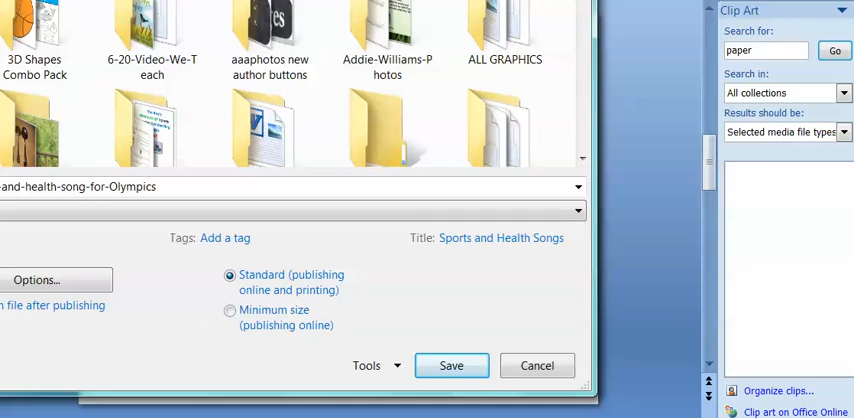 3D Shapes
Combo Pack
6-20-Video-We-T
each
aaaphotos new
author buttons
Addie-Williams-P
hotos
ALL GRAPHICS
-and-health-song-for-Olympics
Tags: Add a tag
Title: Sports and Health Songs
Options...
n file after publishing
Standard (publishing
online and printing)
Minimum size
(publishing online)
Tools
Save
Cancel
Clip Art
Search for:
paper
Go
Search in:
All collections
Results should be:
Selected media file types
Organize clips...
Clip art on Office Online